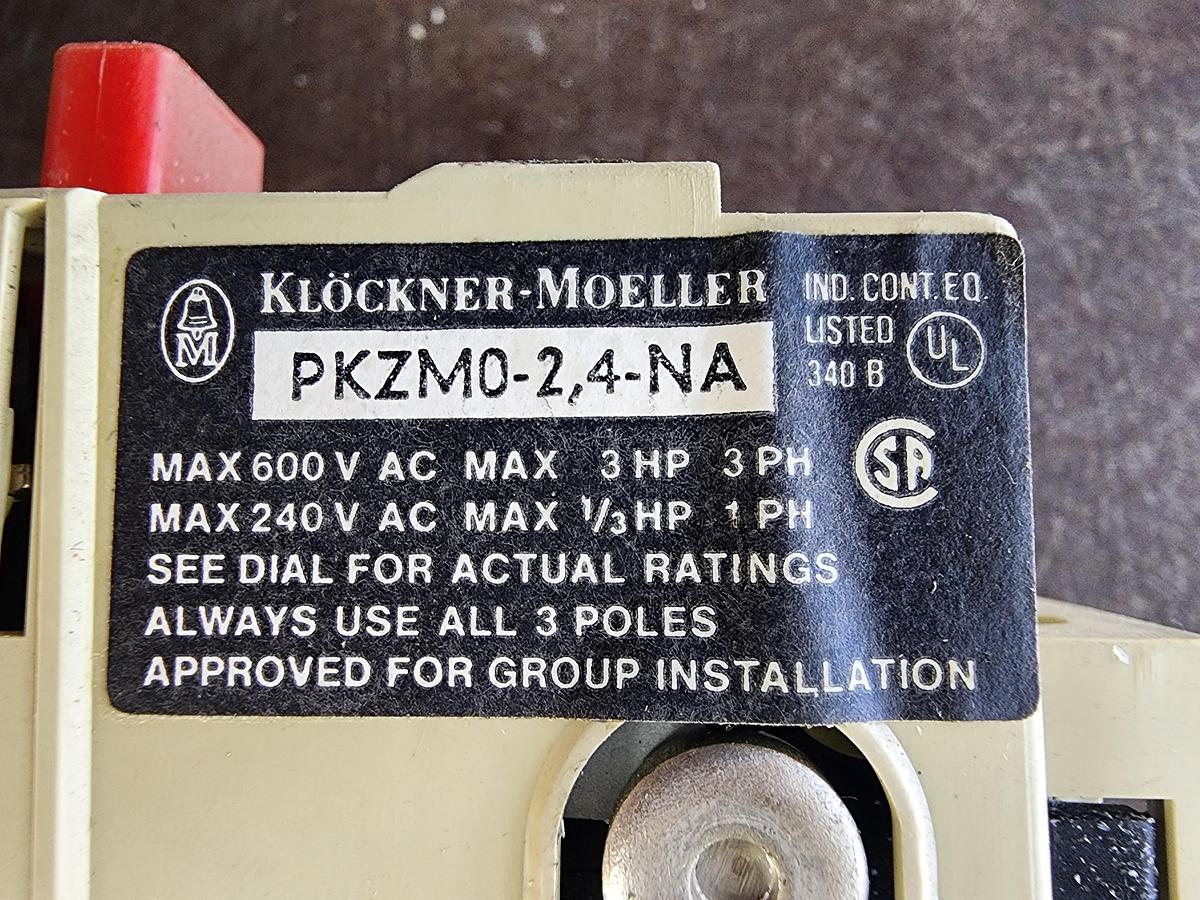 KLÖCKNER-MOELLER
PKZM0-2,4-NA
IND. CONT. EQ.
LISTED
340 B
UL
M
SA
MAX 600 V AC MAX 3 HP 3 PH
MAX 240 V AC MAX 1/3 HP 1 PH
SEE DIAL FOR ACTUAL RATINGS
ALWAYS USE ALL 3 POLES
APPROVED FOR GROUP INSTALLATION